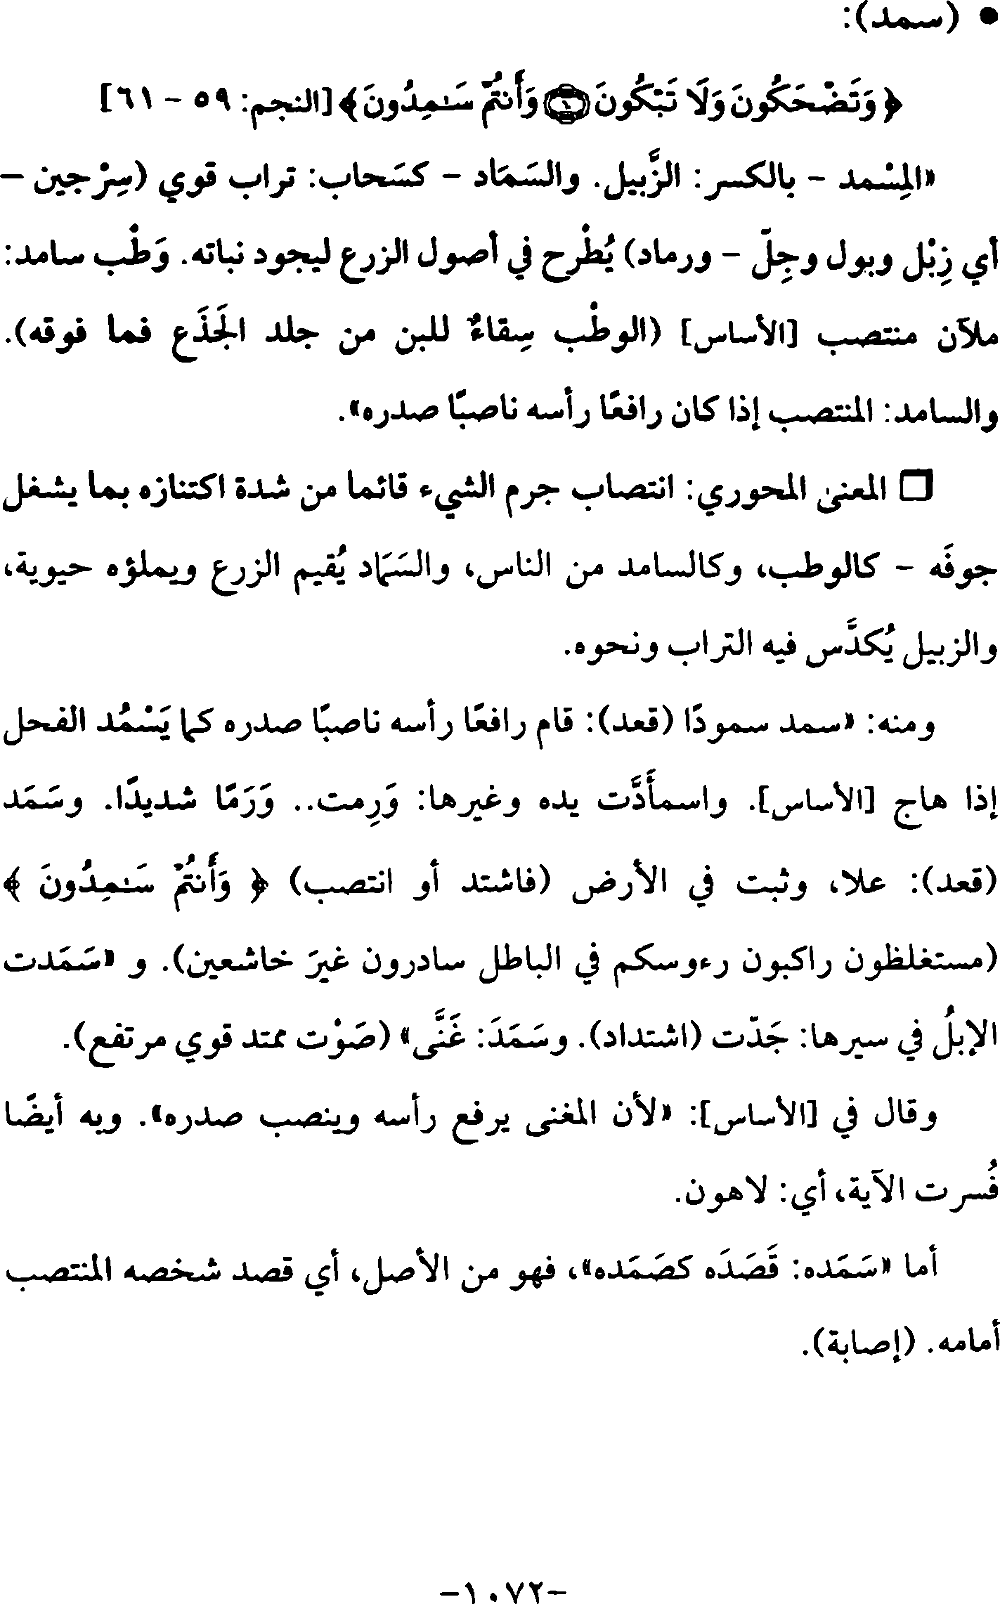 • (سمد):
﴿ وَتَضْحَكُونَ وَلَا تَبْكُونَ ۝ وَأَنتُمْ سَـٰمِدُونَ ﴾ [النجم: ٥٩ - ٦١]
«المِسْمد - بالكسر: الزَّبيل. والسَمَاد - كسَحاب: تراب قوي (سِرْجين -
أي زِبْل وبول وجِلّ - ورماد) يُطْرح في أصول الزرع ليجود نباته. وَطْب سامد:
ملآن منتصب [الأساس] (الوطْب سِقاءٌ للبن من جلد الجَذَع فما فوقه).
والسامد: المنتصب إذا كان رافعًا رأسه ناصبًا صدره».
❒ المعنى المحوري: انتصاب جرم الشيء قائما من شدة اكتنازه بما يشغل
جوفَه - كالوطب، وكالسامد من الناس، والسَمَاد يُقيم الزرع ويملؤه حيوية،
والزبيل يُكدَّس فيه التراب ونحوه.
ومنه: «سمد سمودًا (قعد): قام رافعًا رأسه ناصبًا صدره كما يَسْمُد الفحل
إذا هاج [الأساس]. واسمأَدَّت يده وغيرها: وَرِمت.. وَرَمًا شديدًا. وسَمَد
(قعد): علا، وثبت في الأرض (فاشتد أو انتصب) ﴿ وَأَنتُمْ سَـٰمِدُونَ ﴾
(مستغلظون راكبون رءوسكم في الباطل سادرون غيرَ خاشعين). و «سَمَدت
الإبلُ في سيرها: جَدّت (اشتداد). وسَمَدَ: غَنَّى» (صَوْت ممتد قوي مرتفع).
وقال في [الأساس]: «لأن المغنى يرفع رأسه وينصب صدره». وبه أيضًا
فُسرت الآية، أي: لاهون.
أما «سَمَده: قَصَدَه كصَمَده»، فهو من الأصل، أي قصد شخصه المنتصب
أمامه. (إصابة).
-١٠٧٢-